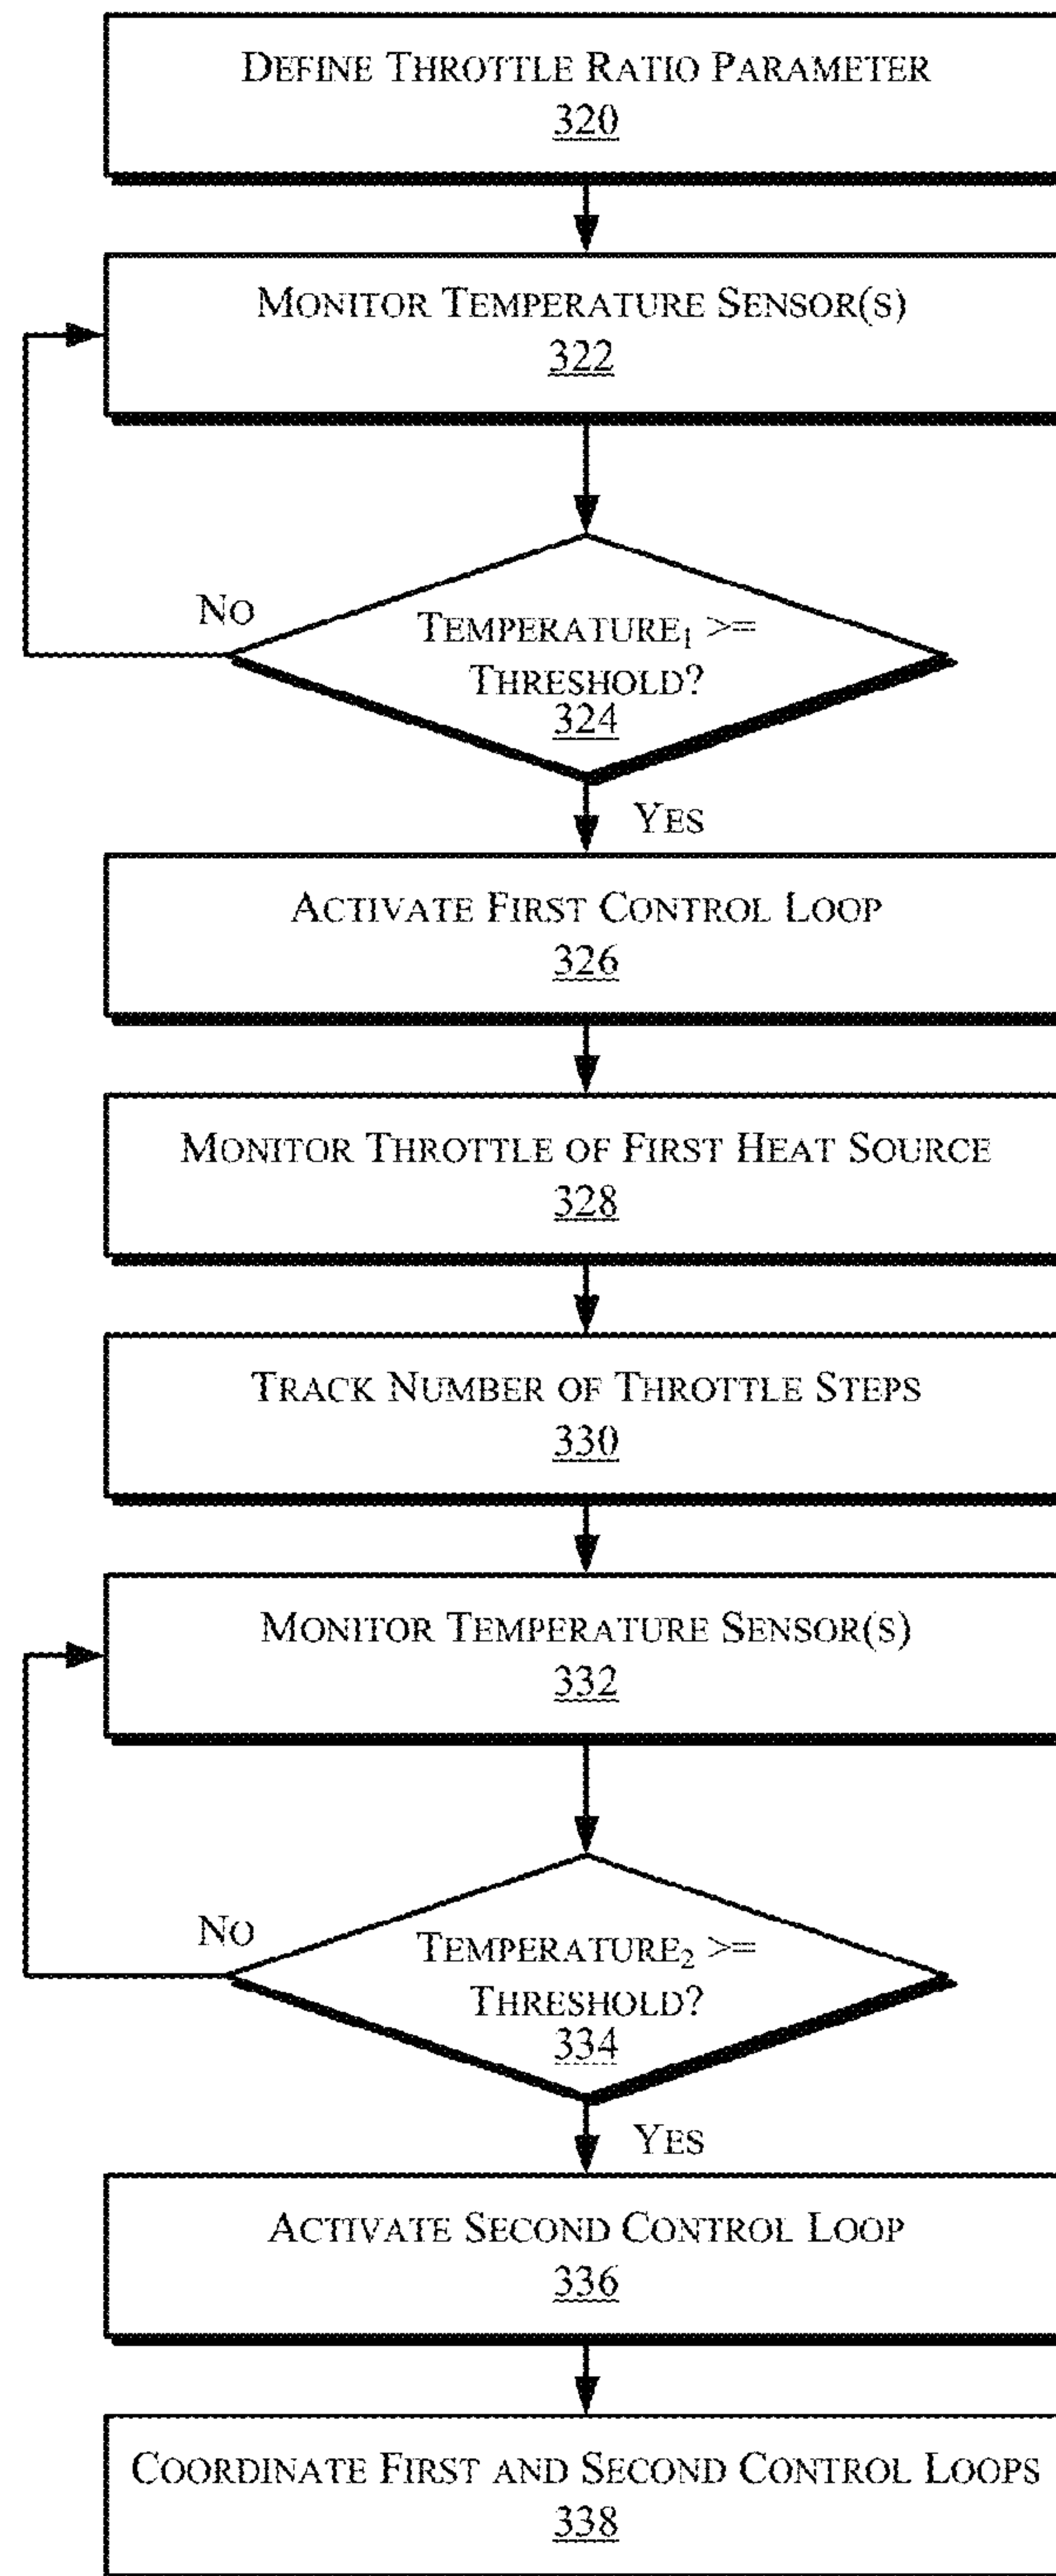 DEFINE THROTTLE RATIO PARAMETER
320
MONITOR TEMPERATURE SENSOR(S)
322
NO
TEMPERATURE₁ >=
THRESHOLD?
324
YES
ACTIVATE FIRST CONTROL LOOP
326
MONITOR THROTTLE OF FIRST HEAT SOURCE
328
TRACK NUMBER OF THROTTLE STEPS
330
MONITOR TEMPERATURE SENSOR(S)
332
NO
TEMPERATURE₂ >=
THRESHOLD?
334
YES
ACTIVATE SECOND CONTROL LOOP
336
COORDINATE FIRST AND SECOND CONTROL LOOPS
338